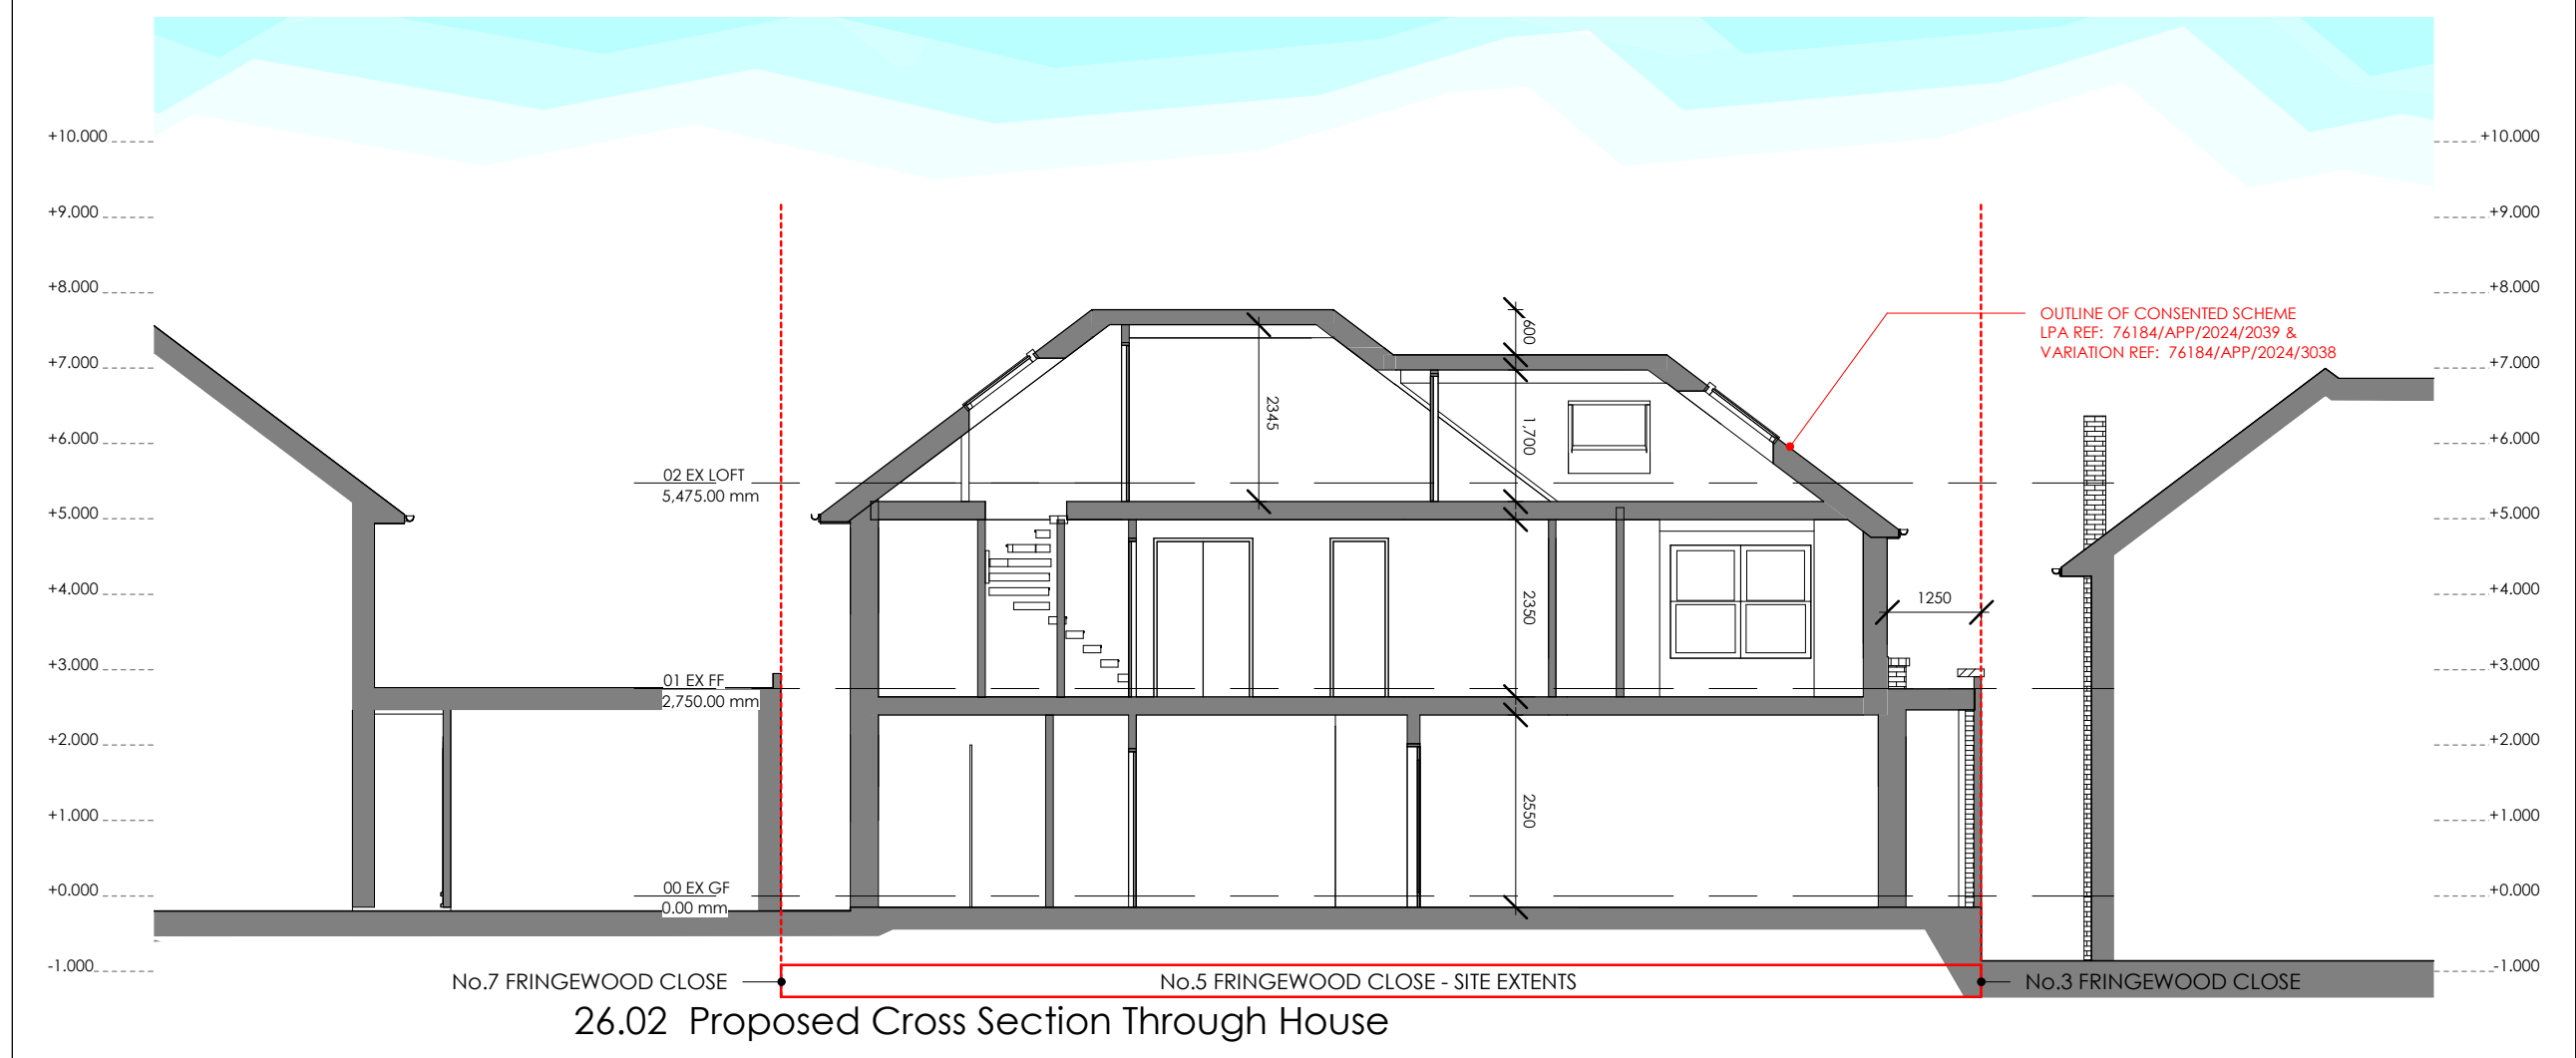 +10.000
+9.000
+8.000
+7.000
+6.000
+5.000
+4.000
+3.000
+2.000
+1.000
+0.000
-1.000
02 EX LOFT
5,475.00 mm
01 EX FF
2,750.00 mm
00 EX GF
0.00 mm
2345
600
1,700
2350
2550
1250
OUTLINE OF CONSENTED SCHEME
LPA REF: 76184/APP/2024/2039 &
VARIATION REF: 76184/APP/2024/3038
+10.000
+9.000
+8.000
+7.000
+6.000
+5.000
+4.000
+3.000
+2.000
+1.000
+0.000
-1.000
No.7 FRINGEWOOD CLOSE
No.5 FRINGEWOOD CLOSE - SITE EXTENTS
No.3 FRINGEWOOD CLOSE
26.02 Proposed Cross Section Through House